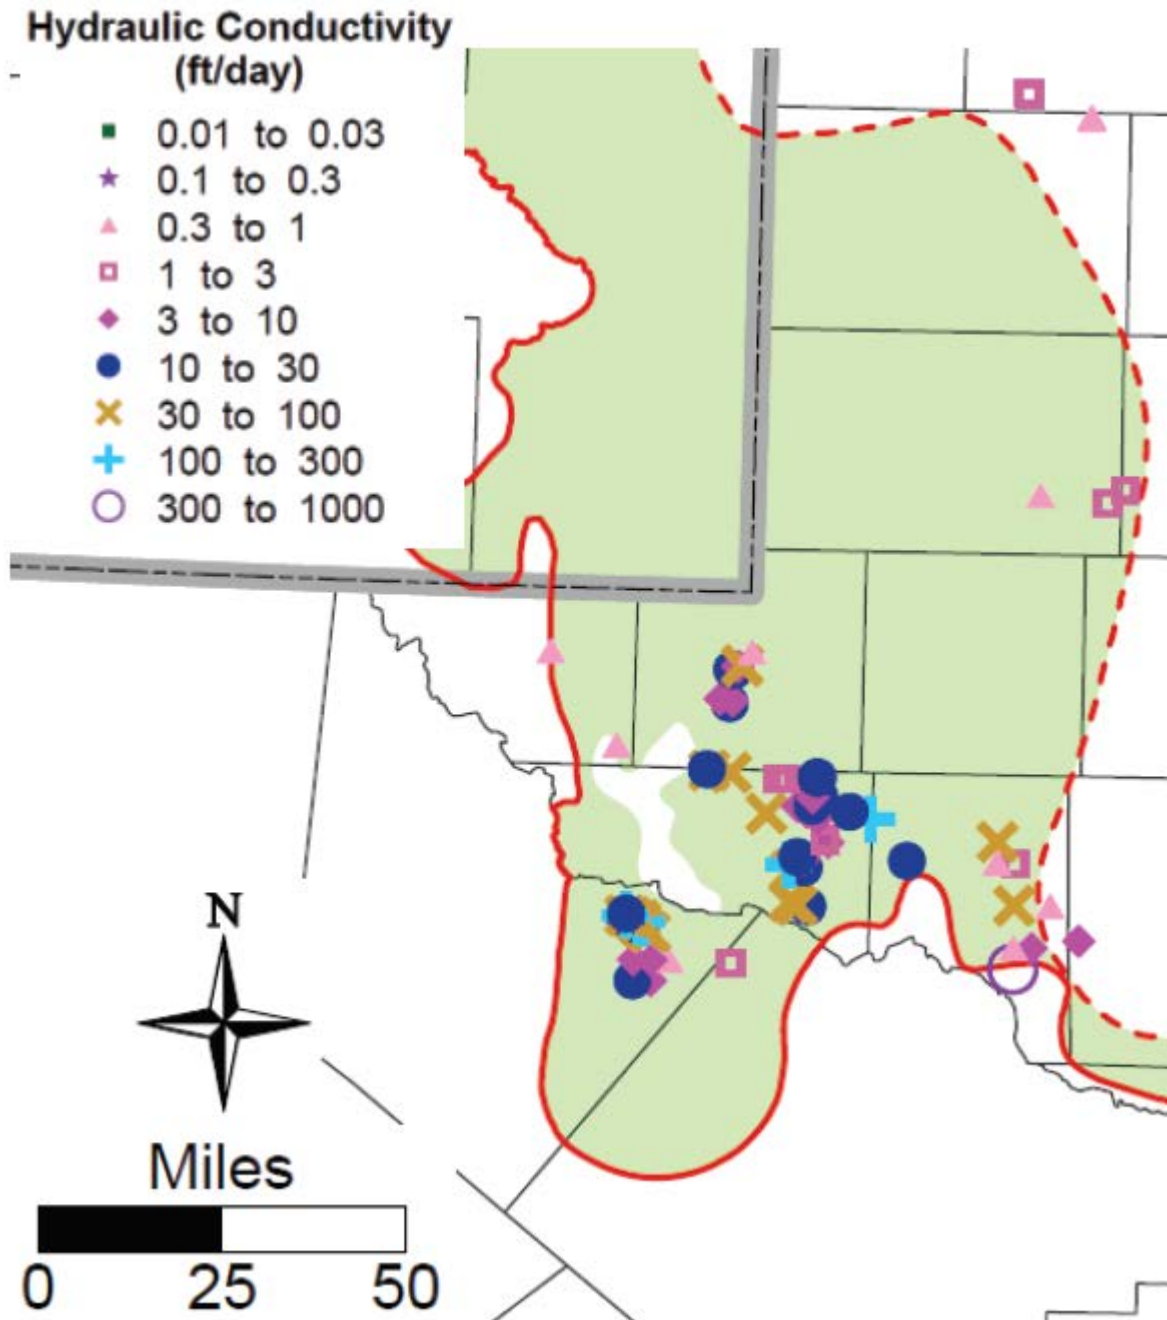 Hydraulic Conductivity
(ft/day)
0.01 to 0.03
0.1 to 0.3
0.3 to 1
1 to 3
3 to 10
10 to 30
30 to 100
100 to 300
300 to 1000
N
Miles
0 25 50